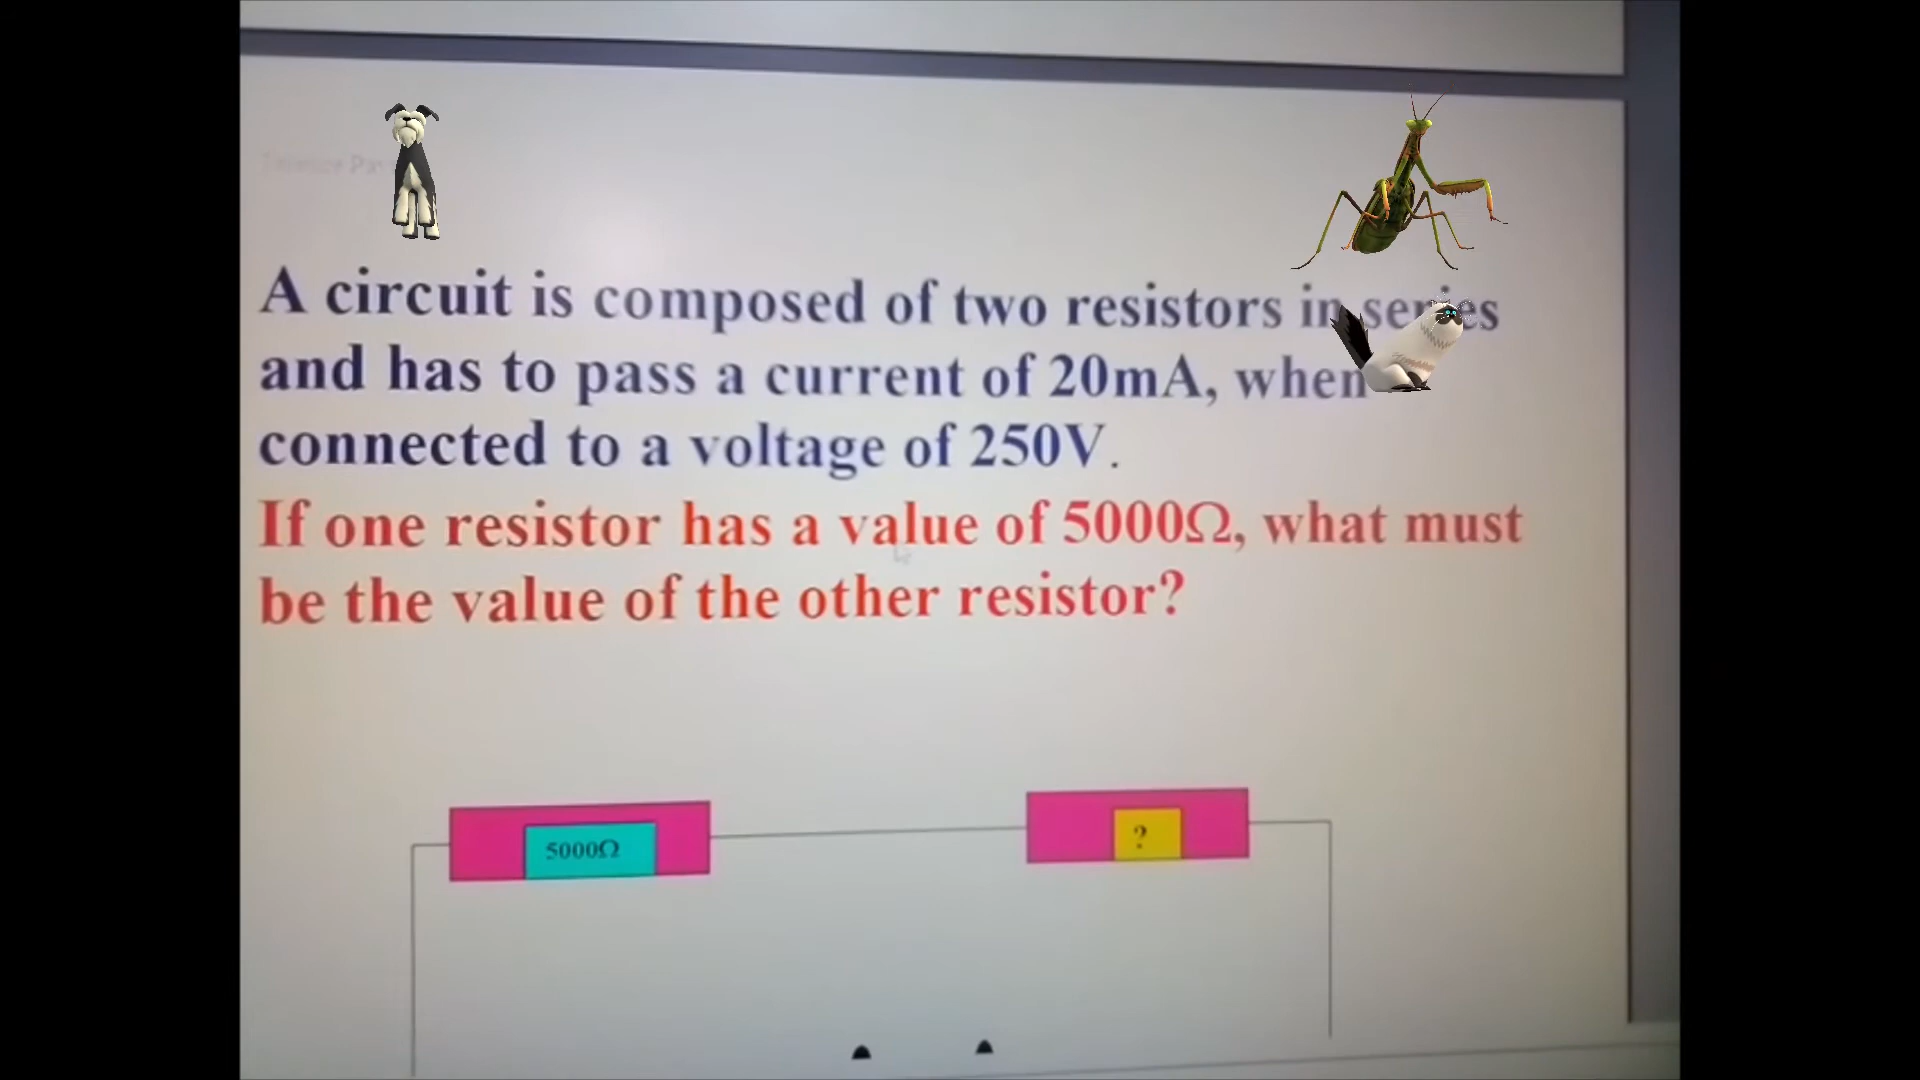 A circuit is composed of two resistors in series
and has to pass a current of 20mA, when
connected to a voltage of 250V.
If one resistor has a value of 5000Ω, what must
be the value of the other resistor?
5000Ω
?